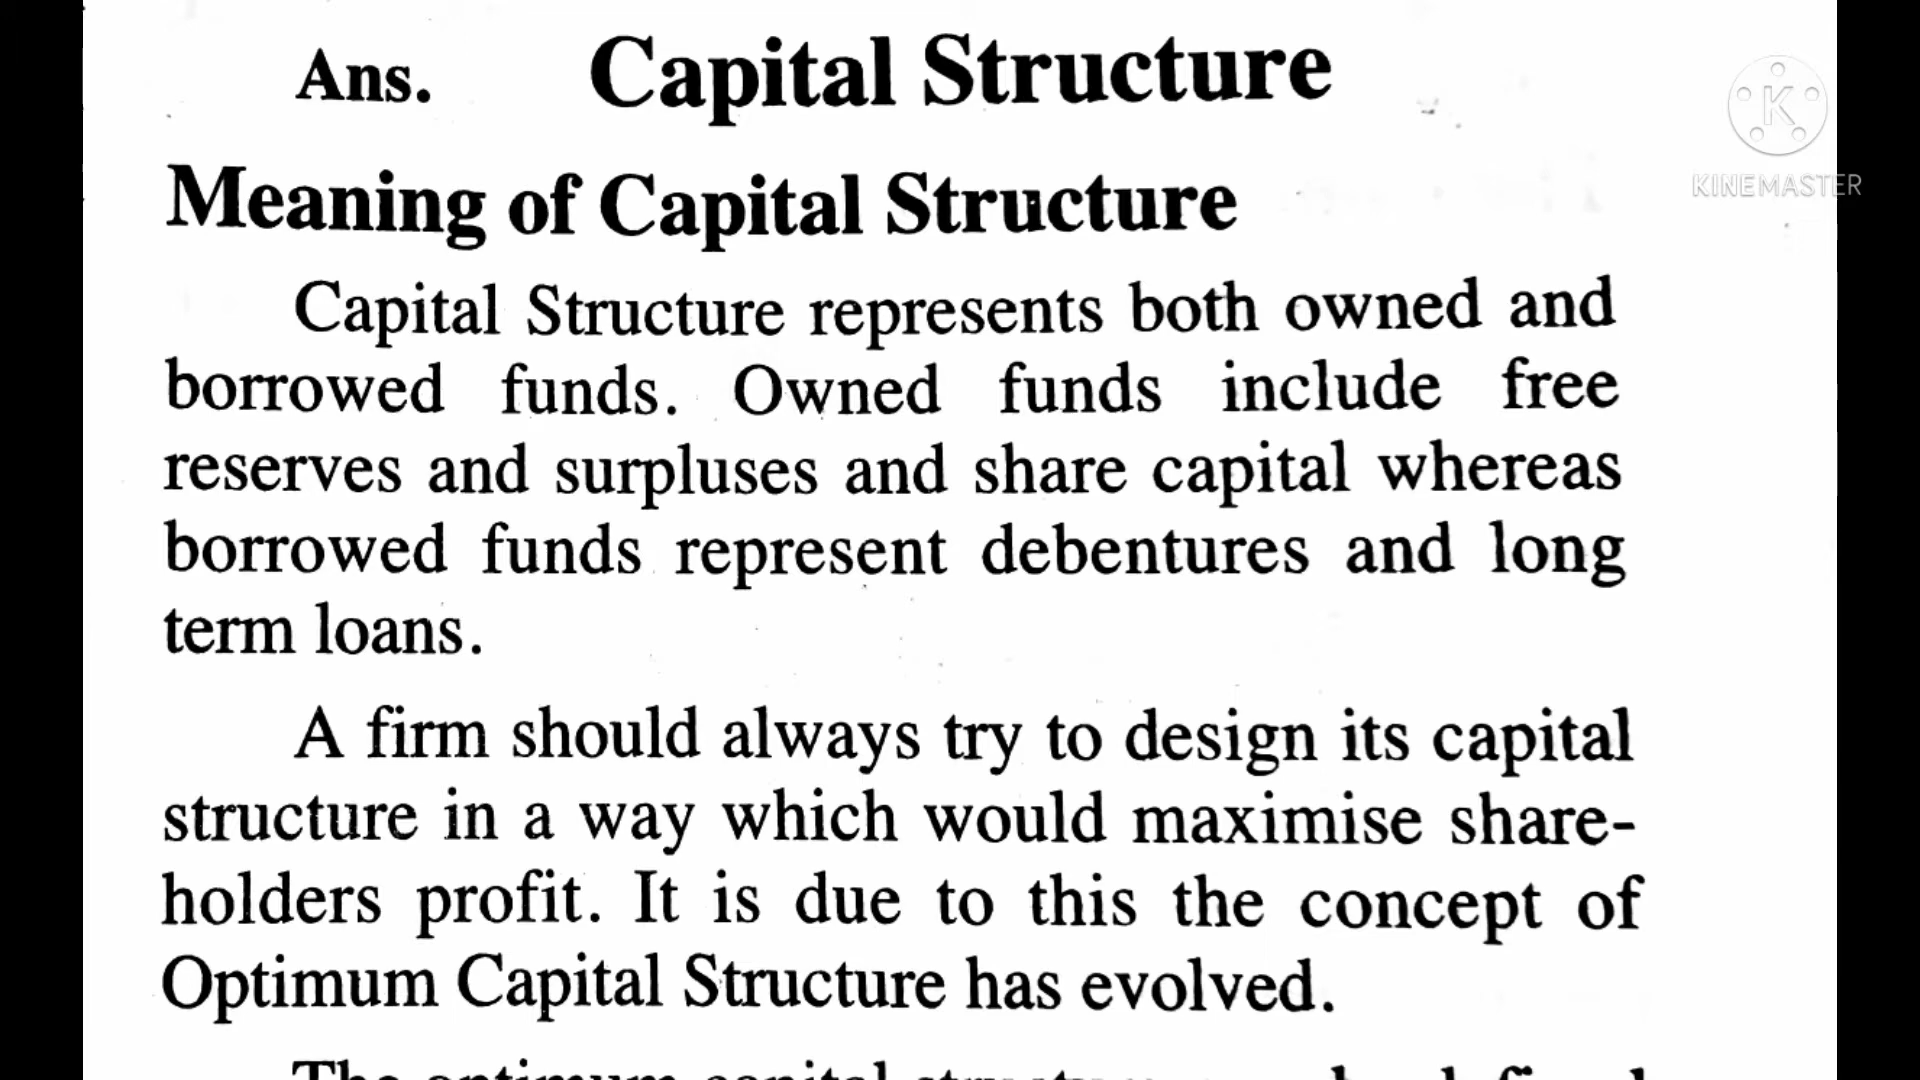 Ans. Capital Structure
KINEMASTER
Meaning of Capital Structure
Capital Structure represents both owned and
borrowed funds. Owned funds include free
reserves and surpluses and share capital whereas
borrowed funds represent debentures and long
term loans.
A firm should always try to design its capital
structure in a way which would maximise share-
holders profit. It is due to this the concept of
Optimum Capital Structure has evolved.